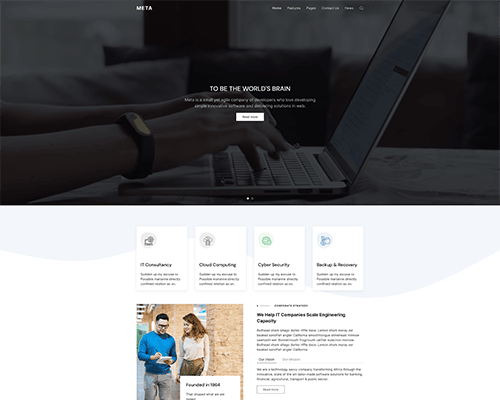 META
Home Features Pages Contact Us News
TO BE THE WORLD'S BRAIN
Meta is a small yet agile company of developers who love developing
simple innovative software and delivering solutions in web.
Read more
IT Consultancy
Cloud Computing
Cyber Security
Backup & Recovery
Sudden up my excuse to
Possible marianne directly
confined relation as on.
Sudden up my excuse to
Possible marianne directly
confined relation as on.
Sudden up my excuse to
Possible marianne directly
confined relation as on.
Sudden up my excuse to
Possible marianne directly
confined relation as on.
CORPORATE STRATEGY
We Help IT Companies Scale Engineering
Capacity
Our Vision Our Mission
We are a technology savvy company transforming Africa through the
innovative, state of the art tailor-made software solutions for banking,
financial, agricultural, transport & public sector.
Read more
Founded in 1904
That shaped what we are